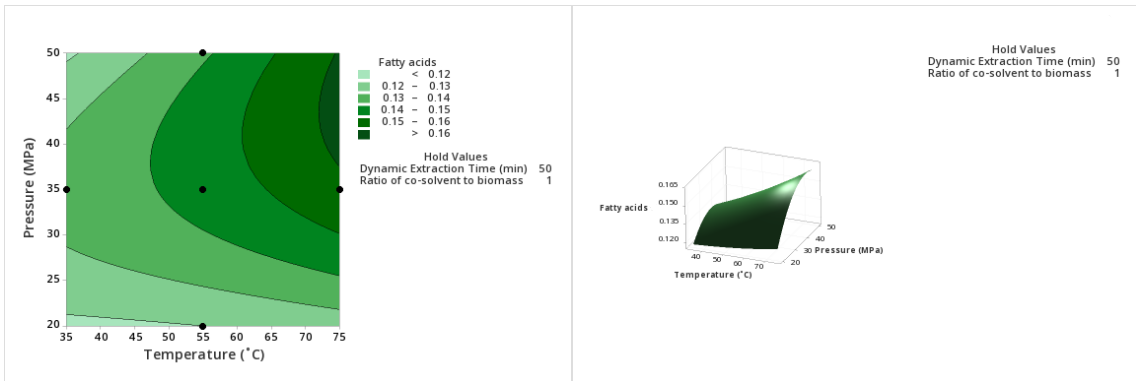 50
45
40
35
30
25
20
Pressure (MPa)
35 40 45 50 55 60 65 70 75
Temperature (˚C)
Fatty acids
< 0.12
0.12 – 0.13
0.13 – 0.14
0.14 – 0.15
0.15 – 0.16
> 0.16
Hold Values
Dynamic Extraction Time (min) 50
Ratio of co-solvent to biomass 1
Hold Values
Dynamic Extraction Time (min) 50
Ratio of co-solvent to biomass 1
0.165
0.150
0.135
0.120
Fatty acids
40 50 60 70
Temperature (˚C)
20
30
40
50
Pressure (MPa)